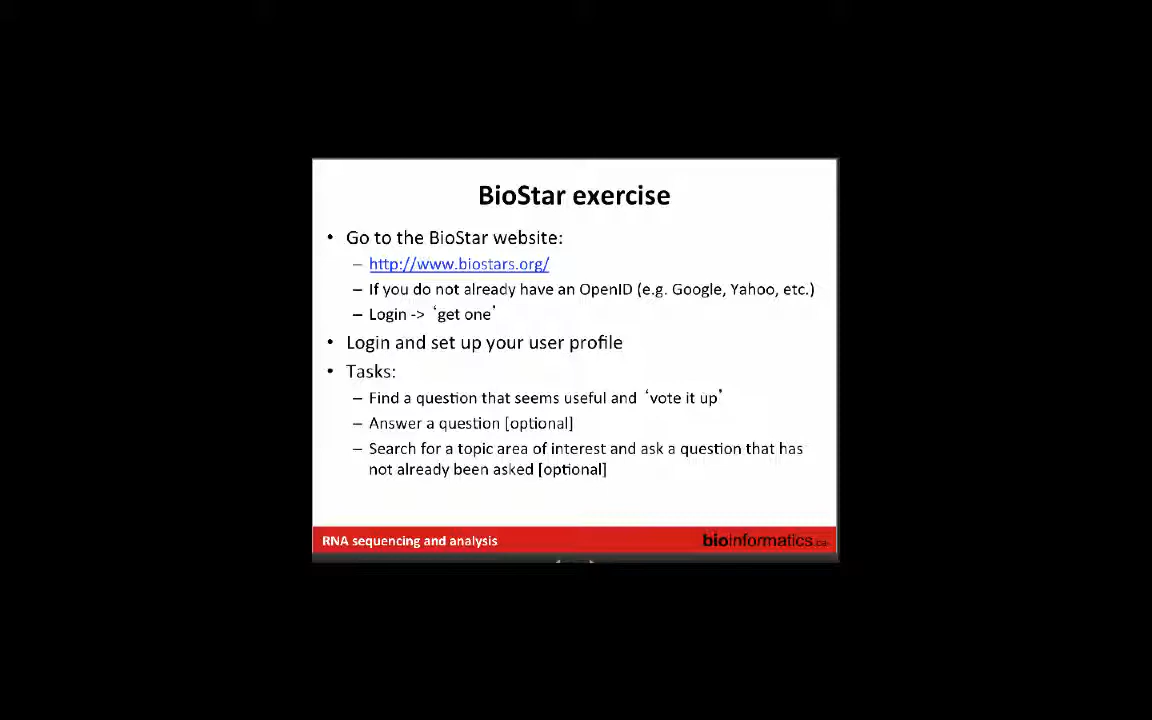 BioStar exercise
• Go to the BioStar website:
– http://www.biostars.org/
– If you do not already have an OpenID (e.g. Google, Yahoo, etc.)
– Login -> ‘get one’
• Login and set up your user profile
• Tasks:
– Find a question that seems useful and ‘vote it up’
– Answer a question [optional]
– Search for a topic area of interest and ask a question that has
not already been asked [optional]
RNA sequencing and analysis
bioinformatics.ca